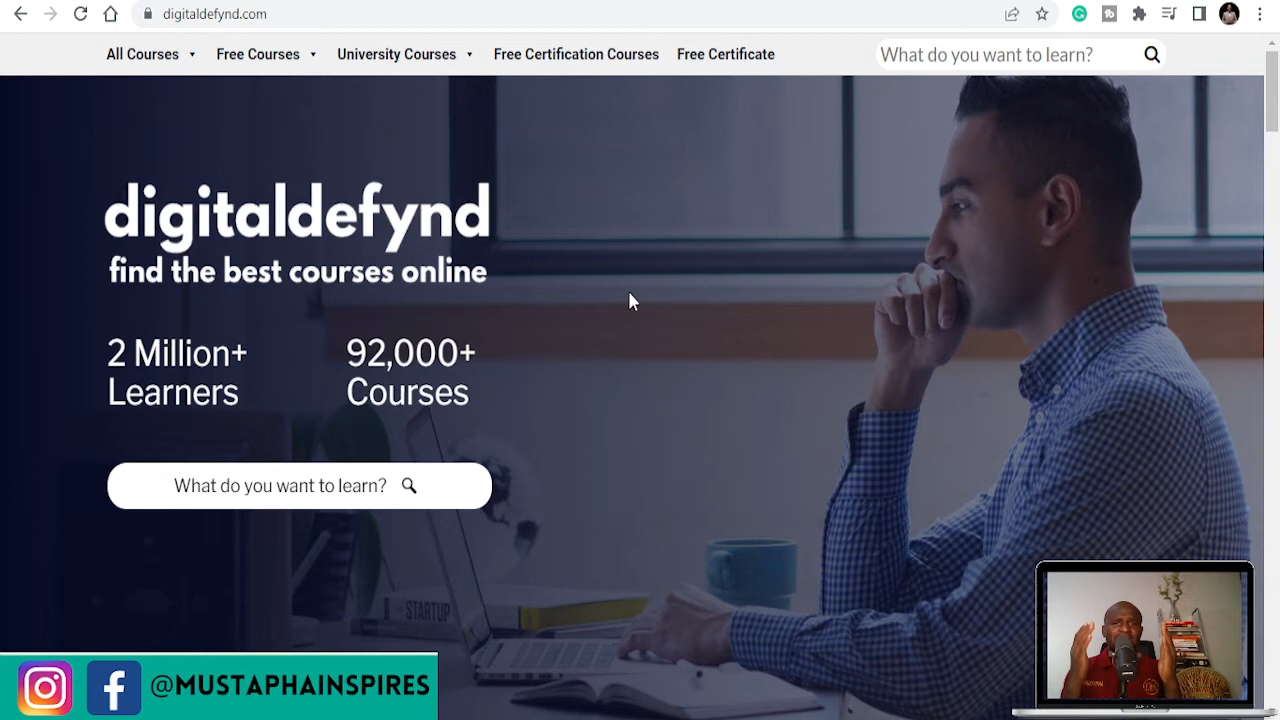 digitaldefynd.com
All Courses
Free Courses
University Courses
Free Certification Courses
Free Certificate
What do you want to learn?
digitaldefynd
find the best courses online
2 Million+
Learners
92,000+
Courses
What do you want to learn?
STARTUP
@MUSTAPHAINSPIRES